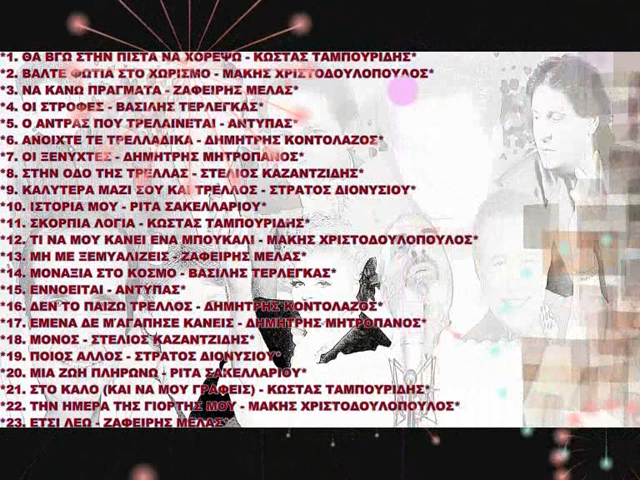 *1. ΘΑ ΒΓΩ ΣΤΗΝ ΠΙΣΤΑ ΝΑ ΧΟΡΕΨΩ - ΚΩΣΤΑΣ ΤΑΜΠΟΥΡΙΔΗΣ*
*2. ΒΑΛΤΕ ΦΩΤΙΑ ΣΤΟ ΧΩΡΙΣΜΟ - ΜΑΚΗΣ ΧΡΙΣΤΟΔΟΥΛΟΠΟΥΛΟΣ*
*3. ΝΑ ΚΑΝΩ ΠΡΑΓΜΑΤΑ - ΖΑΦΕΙΡΗΣ ΜΕΛΑΣ*
*4. ΟΙ ΣΤΡΟΦΕΣ - ΒΑΣΙΛΗΣ ΤΕΡΛΕΓΚΑΣ*
*5. Ο ΑΝΤΡΑΣ ΠΟΥ ΤΡΕΛΑΙΝΕΤΑΙ - ΑΝΤΥΠΑΣ*
*6. ΑΝΟΙΧΤΕ ΤΕ ΤΡΕΛΛΑΔΙΚΑ - ΔΗΜΗΤΡΗΣ ΚΟΝΤΟΛΑΖΟΣ*
*7. ΟΙ ΞΕΝΥΧΤΕΣ - ΔΗΜΗΤΡΗΣ ΜΗΤΡΟΠΑΝΟΣ*
*8. ΣΤΗΝ ΟΔΟ ΤΗΣ ΤΡΕΛΛΑΣ - ΣΤΕΛΙΟΣ ΚΑΖΑΝΤΖΙΔΗΣ*
*9. ΚΑΛΥΤΕΡΑ ΜΑΖΙ ΣΟΥ ΚΑΙ ΤΡΕΛΛΟΣ - ΣΤΡΑΤΟΣ ΔΙΟΝΥΣΙΟΥ*
*10. ΙΣΤΟΡΙΑ ΜΟΥ - ΡΙΤΑ ΣΑΚΕΛΛΑΡΙΟΥ*
*11. ΣΚΟΡΠΙΑ ΛΟΓΙΑ - ΚΩΣΤΑΣ ΤΑΜΠΟΥΡΙΔΗΣ*
*12. ΤΙ ΝΑ ΜΟΥ ΚΑΝΕΙ ΕΝΑ ΜΠΟΥΚΑΛΙ - ΜΑΚΗΣ ΧΡΙΣΤΟΔΟΥΛΟΠΟΥΛΟΣ*
*13. ΜΗ ΜΕ ΞΕΜΥΑΛΙΖΕΙΣ - ΖΑΦΕΙΡΗΣ ΜΕΛΑΣ*
*14. ΜΟΝΑΞΙΑ ΣΤΟ ΚΟΣΜΟ - ΒΑΣΙΛΗΣ ΤΕΡΛΕΓΚΑΣ*
*15. ΕΝΝΟΕΙΤΑΙ - ΑΝΤΥΠΑΣ*
*16. ΔΕΝ ΤΟ ΠΑΙΖΩ ΤΡΕΛΛΟΣ - ΔΗΜΗΤΡΗΣ ΚΟΝΤΟΛΑΖΟΣ*
*17. ΕΜΕΝΑ ΔΕ Μ'ΑΓΑΠΗΣΕ ΚΑΝΕΙΣ - ΔΗΜΗΤΡΗΣ ΜΗΤΡΟΠΑΝΟΣ*
*18. ΜΟΝΟΣ - ΣΤΕΛΙΟΣ ΚΑΖΑΝΤΖΙΔΗΣ*
*19. ΠΟΙΟΣ ΑΛΛΟΣ - ΣΤΡΑΤΟΣ ΔΙΟΝΥΣΙΟΥ*
*20. ΜΙΑ ΖΩΗ ΠΛΗΡΩΝΩ - ΡΙΤΑ ΣΑΚΕΛΛΑΡΙΟΥ*
*21. ΣΤΟ ΚΑΛΟ (ΚΑΙ ΝΑ ΜΟΥ ΓΡΑΦΕΙΣ) - ΚΩΣΤΑΣ ΤΑΜΠΟΥΡΙΔΗΣ*
*22. ΤΗΝ ΗΜΕΡΑ ΤΗΣ ΓΙΟΡΤΗΣ ΜΟΥ - ΜΑΚΗΣ ΧΡΙΣΤΟΔΟΥΛΟΠΟΥΛΟΣ*
*23. ΕΤΣΙ ΛΕΩ - ΖΑΦΕΙΡΗΣ ΜΕΛΑΣ*